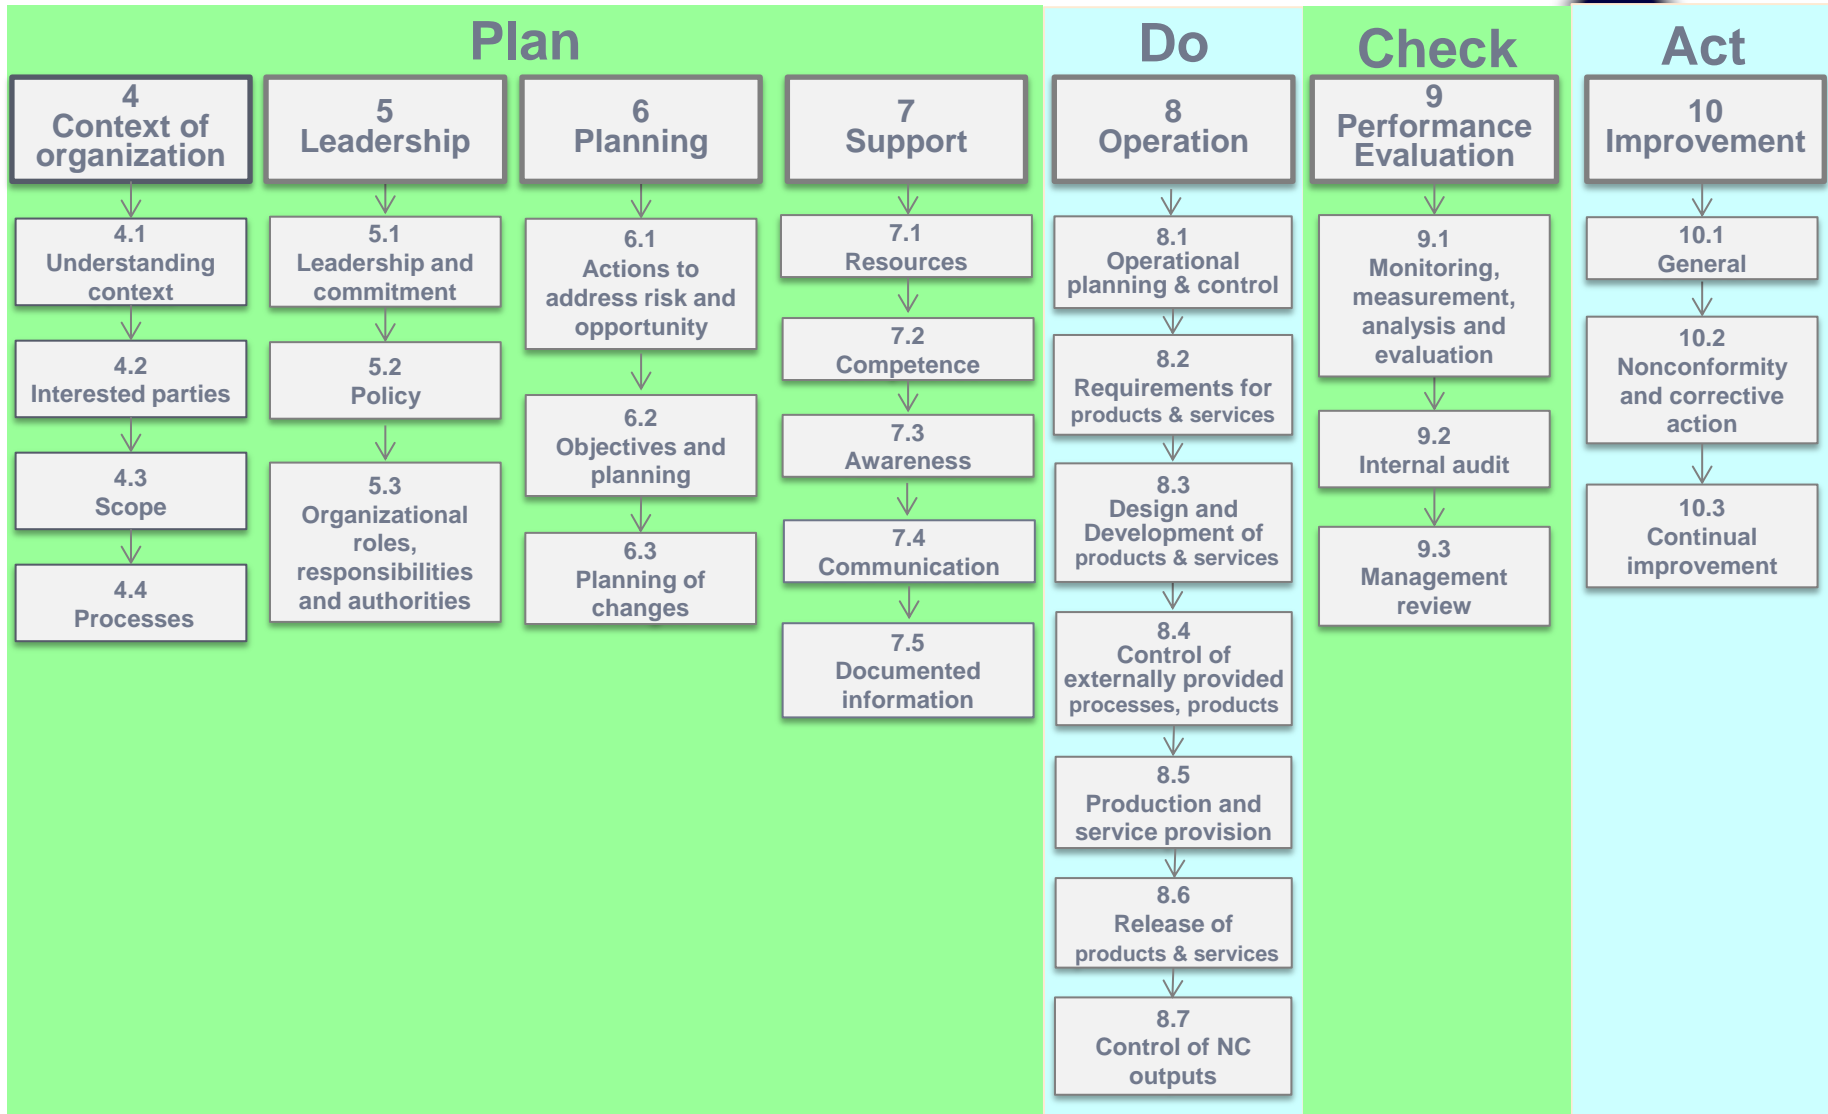 Plan
4
Context of
organization
4.1
Understanding
context
4.2
Interested parties
4.3
Scope
4.4
Processes
5
Leadership
5.1
Leadership and
commitment
5.2
Policy
5.3
Organizational
roles,
responsibilities
and authorities
6
Planning
6.1
Actions to
address risk and
opportunity
6.2
Objectives and
planning
6.3
Planning of
changes
7
Support
7.1
Resources
7.2
Competence
7.3
Awareness
7.4
Communication
7.5
Documented
information
Do
8
Operation
8.1
Operational
planning & control
8.2
Requirements for
products & services
8.3
Design and
Development of
products & services
8.4
Control of
externally provided
processes, products
8.5
Production and
service provision
8.6
Release of
products & services
8.7
Control of NC
outputs
Check
9
Performance
Evaluation
9.1
Monitoring,
measurement,
analysis and
evaluation
9.2
Internal audit
9.3
Management
review
Act
10
Improvement
10.1
General
10.2
Nonconformity
and corrective
action
10.3
Continual
improvement